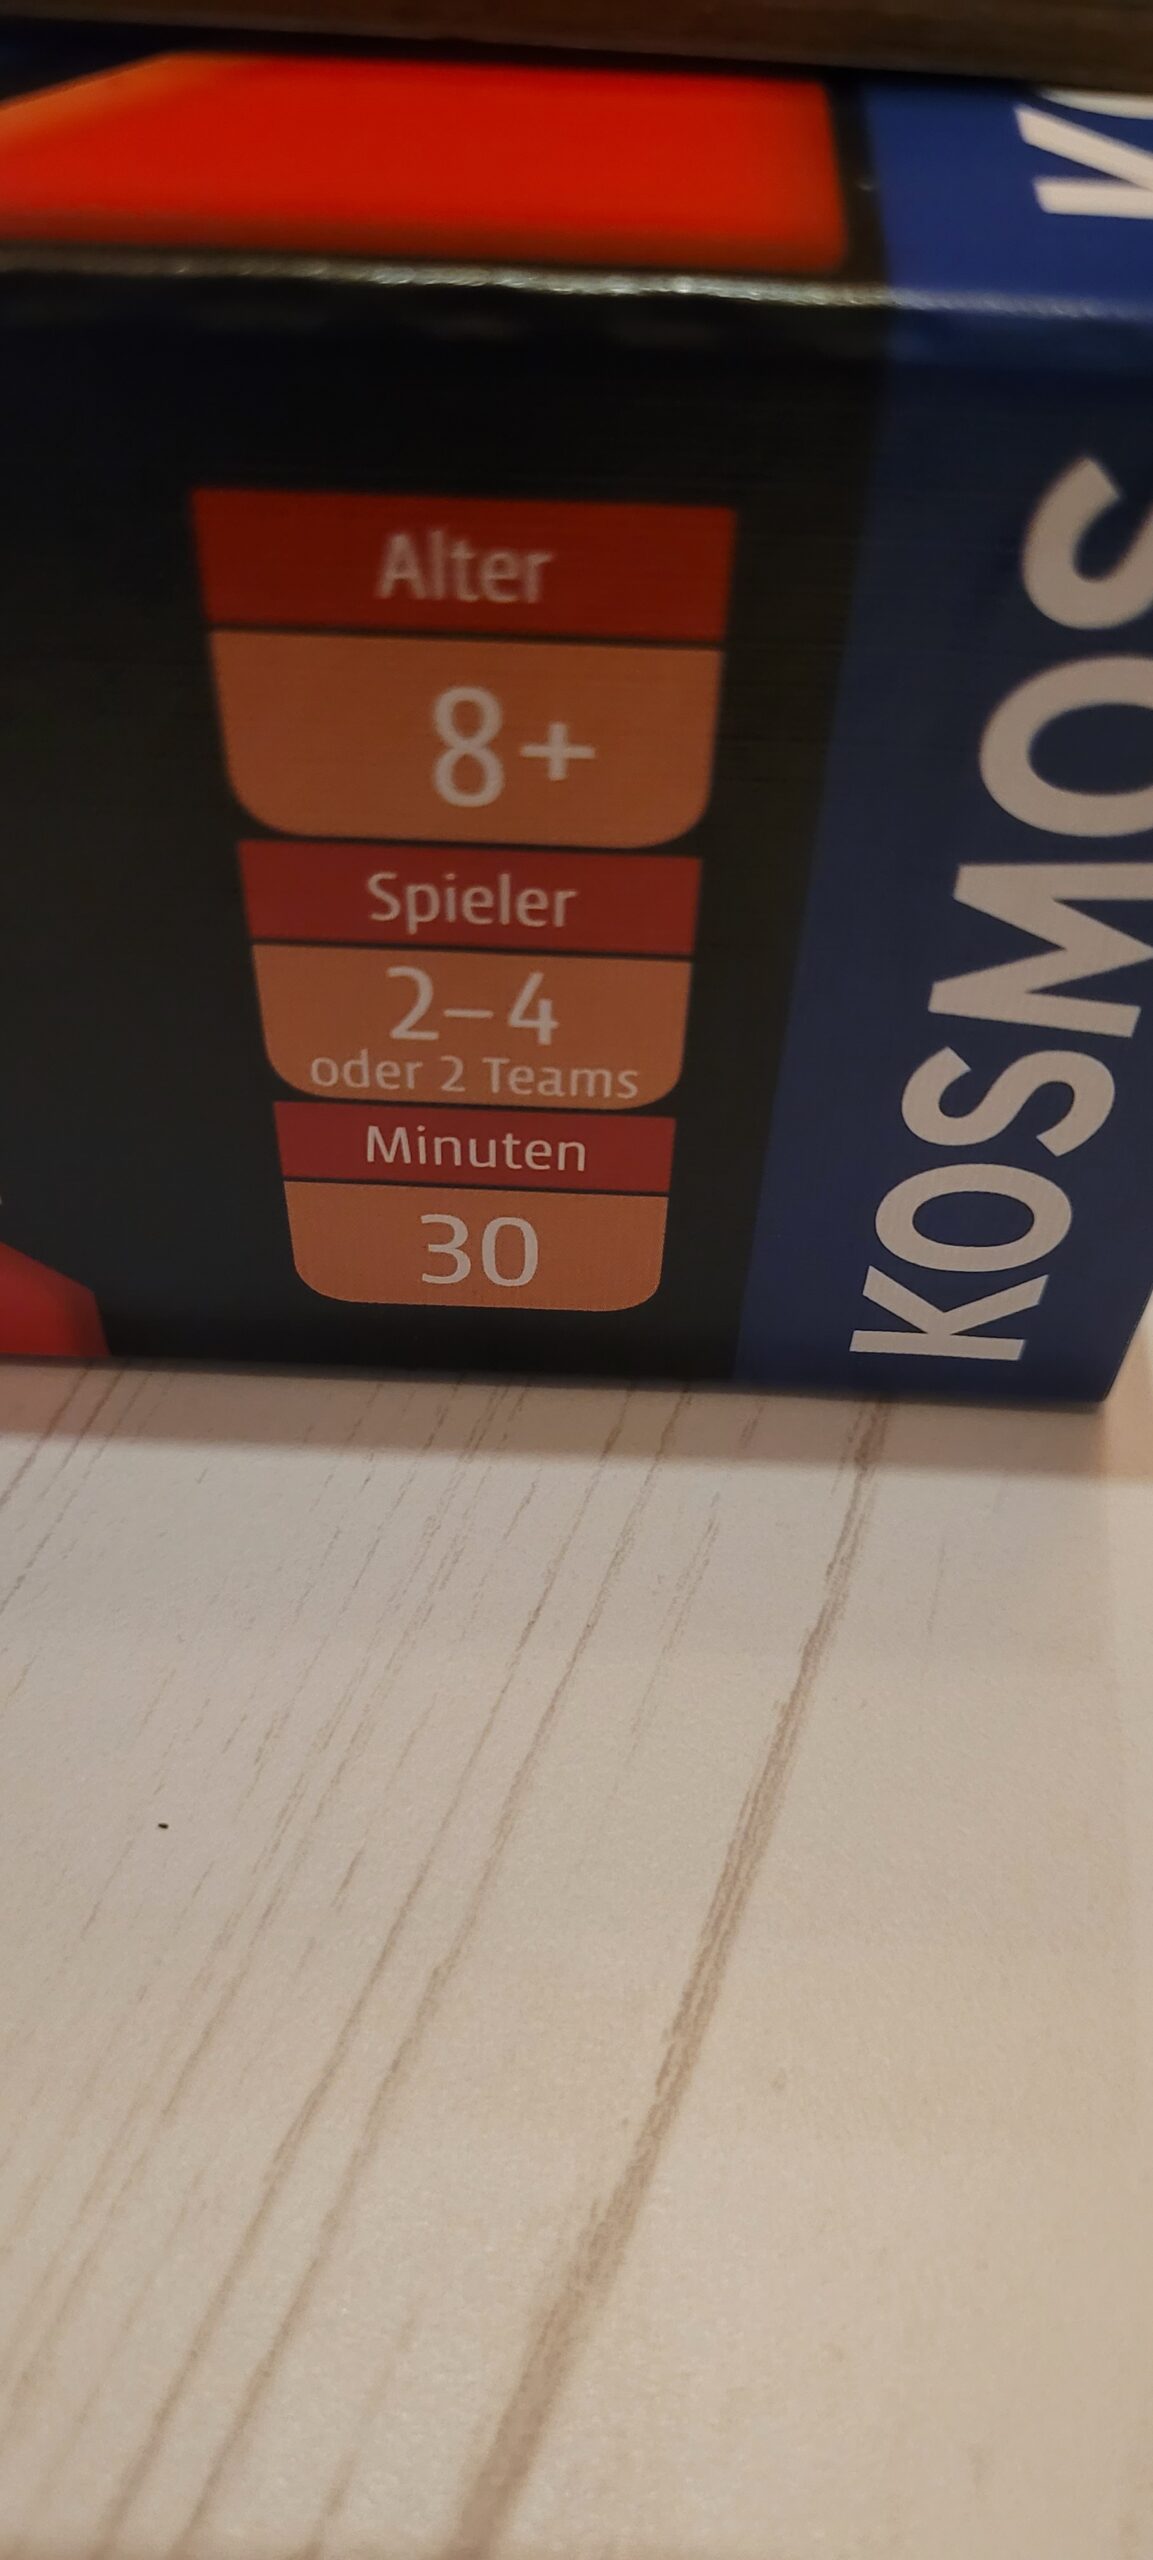 Alter
8+
Spieler
2–4
oder 2 Teams
Minuten
30
KOSMOS